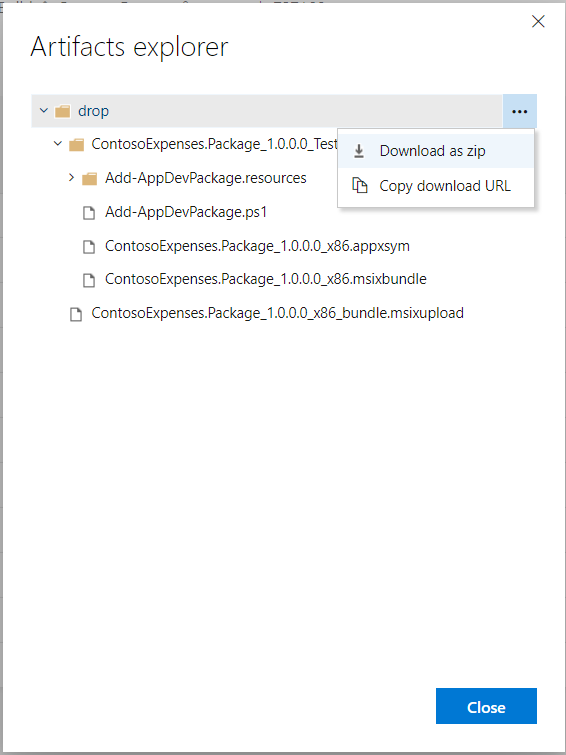 Artifacts explorer
drop
ContosoExpenses.Package_1.0.0.0_Test
Download as zip
Add-AppDevPackage.resources
Copy download URL
Add-AppDevPackage.ps1
ContosoExpenses.Package_1.0.0.0_x86.appxsym
ContosoExpenses.Package_1.0.0.0_x86.msixbundle
ContosoExpenses.Package_1.0.0.0_x86_bundle.msixupload
Close